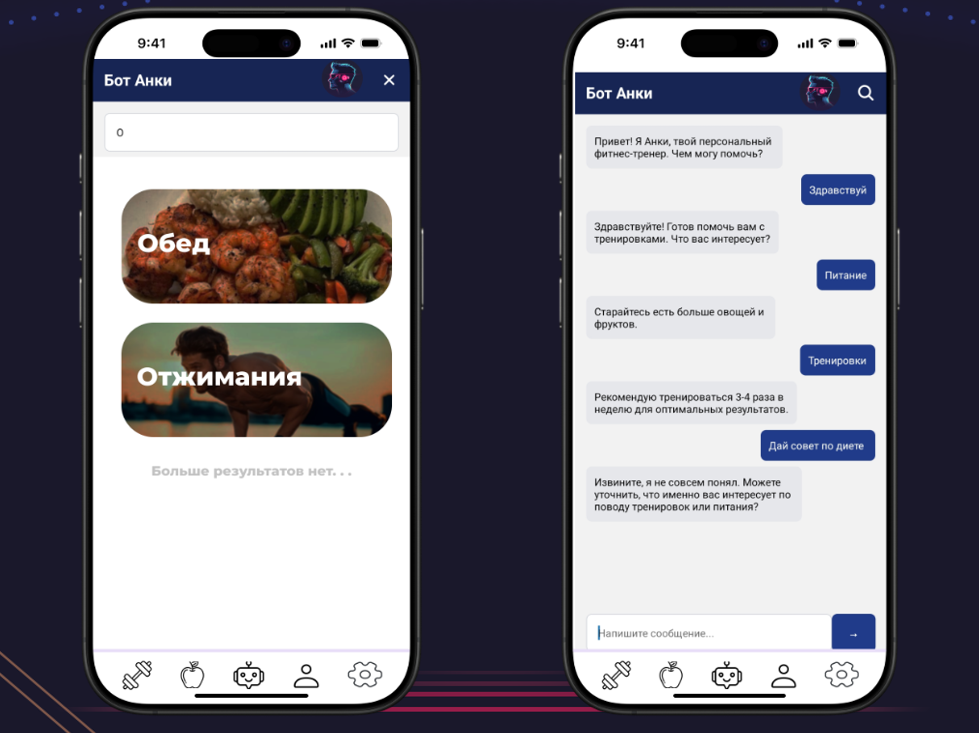 9:41
Бот Анки
О
Обед
Отжимания
Больше результатов нет. . .
9:41
Бот Анки
Привет! Я Анки, твой персональный
фитнес-тренер. Чем могу помочь?
Здравствуй
Здравствуйте! Готов помочь вам с
тренировками. Что вас интересует?
Питание
Старайтесь есть больше овощей и
фруктов.
Тренировки
Рекомендую тренироваться 3-4 раза в
неделю для оптимальных результатов.
Дай совет по диете
Извините, я не совсем понял. Можете
уточнить, что именно вас интересует по
поводу тренировок или питания?
Напишите сообщение...
→